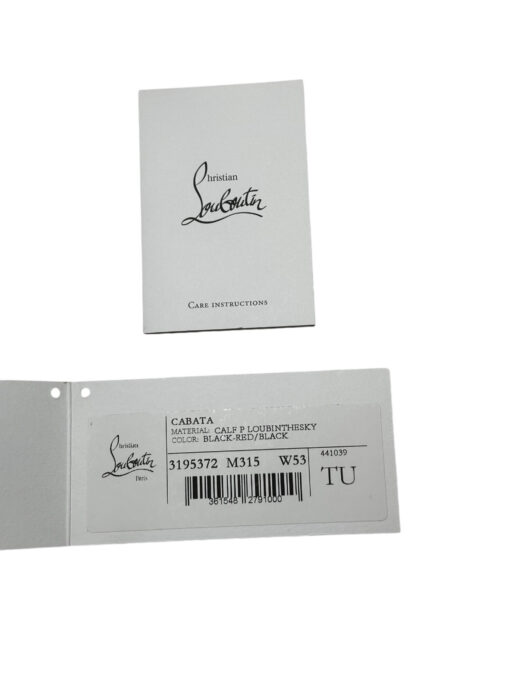 Christian
Louboutin
CARE INSTRUCTIONS
CABATA
MATERIAL: CALF P LOUBINTHESKY
COLOR: BLACK-RED/BLACK
Christian
Louboutin
Paris
3195372 M315 W53
441039
TU
361548 2791000